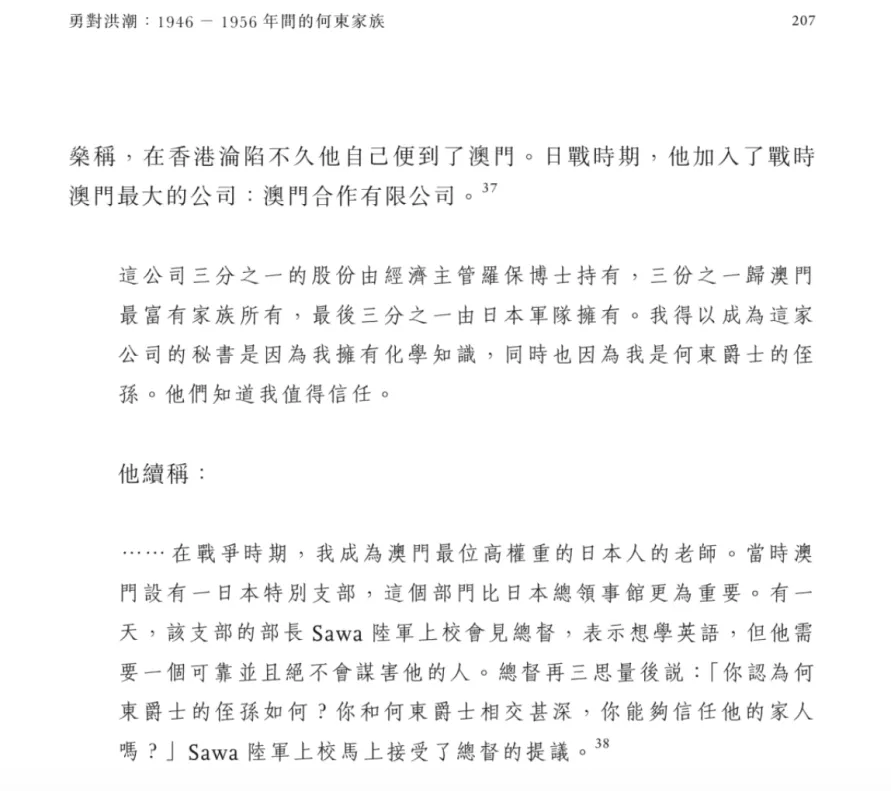 勇對洪潮：1946 － 1956 年間的何東家族
207
燊稱，在香港淪陷不久他自己便到了澳門。日戰時期，他加入了戰時
澳門最大的公司：澳門合作有限公司。37
這公司三分之一的股份由經濟主管羅保博士持有，三份之一歸澳門
最富有家族所有，最後三分之一由日本軍隊擁有。我得以成為這家
公司的秘書是因為我擁有化學知識，同時也因為我是何東爵士的侄
孫。他們知道我值得信任。
他續稱：
……在戰爭時期，我成為澳門最位高權重的日本人的老師。當時澳
門設有一日本特別支部，這個部門比日本總領事館更為重要。有一
天，該支部的部長 Sawa 陸軍上校會見總督，表示想學英語，但他需
要一個可靠並且絕不會謀害他的人。總督再三思量後説：「你認為何
東爵士的侄孫如何？你和何東爵士相交甚深，你能夠信任他的家人
嗎？」Sawa 陸軍上校馬上接受了總督的提議。38